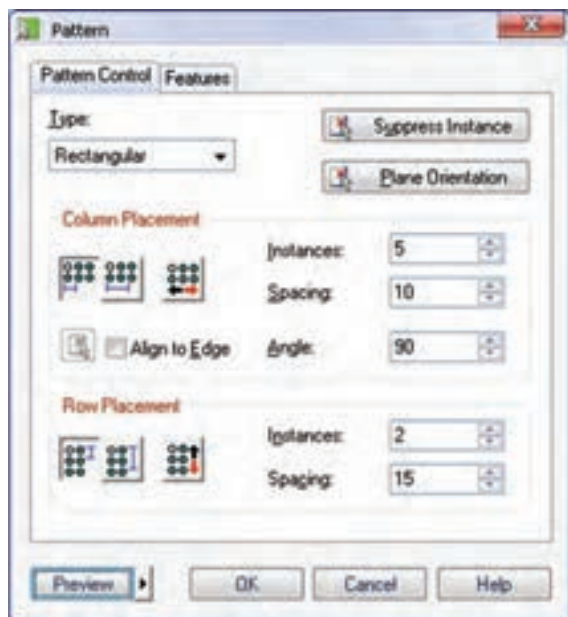 Pattern
Pattern Control Features
Type:
Suppress Instance
Rectangular
Plane Orientation
Column Placement
Instances: 5
Spacing: 10
Align to Edge Angle: 90
Row Placement
Instances: 2
Spacing: 15
Preview OK Cancel Help